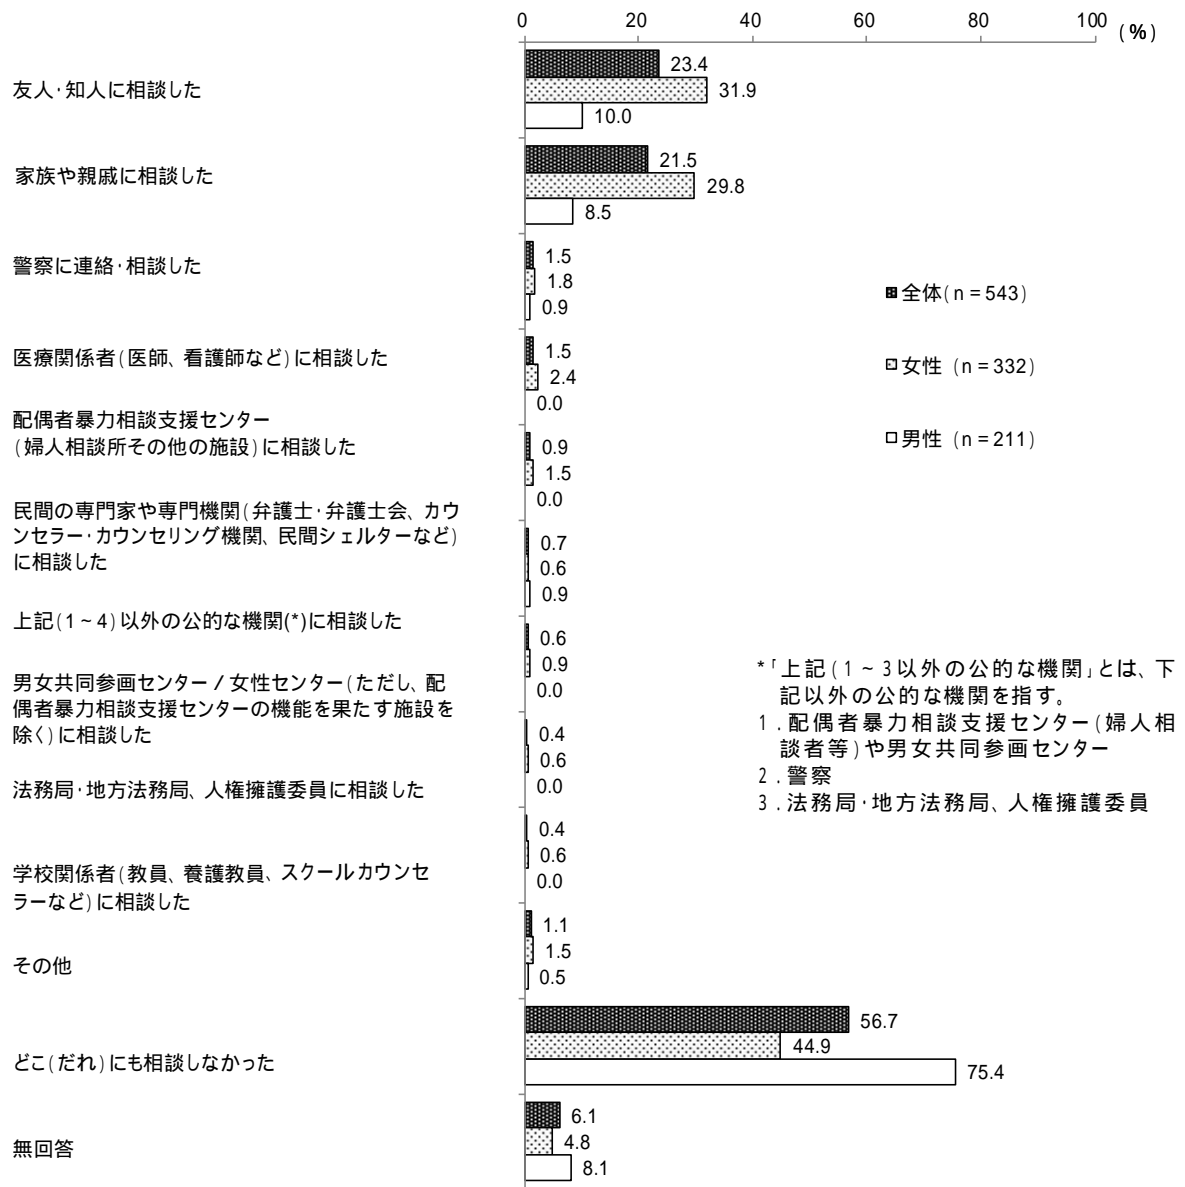 0 20 40 60 80 100 (%)
友人・知人に相談した
23.4
31.9
10.0
家族や親戚に相談した
21.5
29.8
8.5
警察に連絡・相談した
1.5
1.8
0.9
医療関係者(医師、看護師など)に相談した
1.5
2.4
0.0
配偶者暴力相談支援センター
(婦人相談所その他の施設)に相談した
0.9
1.5
0.0
民間の専門家や専門機関(弁護士・弁護士会、カウ
ンセラー・カウンセリング機関、民間シェルターなど)
に相談した
0.7
0.6
0.9
上記(1~4)以外の公的な機関(*)に相談した
0.6
0.9
0.0
男女共同参画センター/女性センター(ただし、配
偶者暴力相談支援センターの機能を果たす施設を
除く)に相談した
0.4
0.6
0.0
法務局・地方法務局、人権擁護委員に相談した
0.4
0.6
0.0
学校関係者(教員、養護教員、スクールカウンセ
ラーなど)に相談した
1.1
1.5
0.5
その他
56.7
44.9
75.4
どこ(だれ)にも相談しなかった
6.1
4.8
8.1
無回答
全体(n=543)
女性 (n=332)
男性 (n=211)
*「上記(1~3以外の公的な機関」とは、下
記以外の公的な機関を指す。
1.配偶者暴力相談支援センター(婦人相
談者等)や男女共同参画センター
2.警察
3.法務局・地方法務局、人権擁護委員